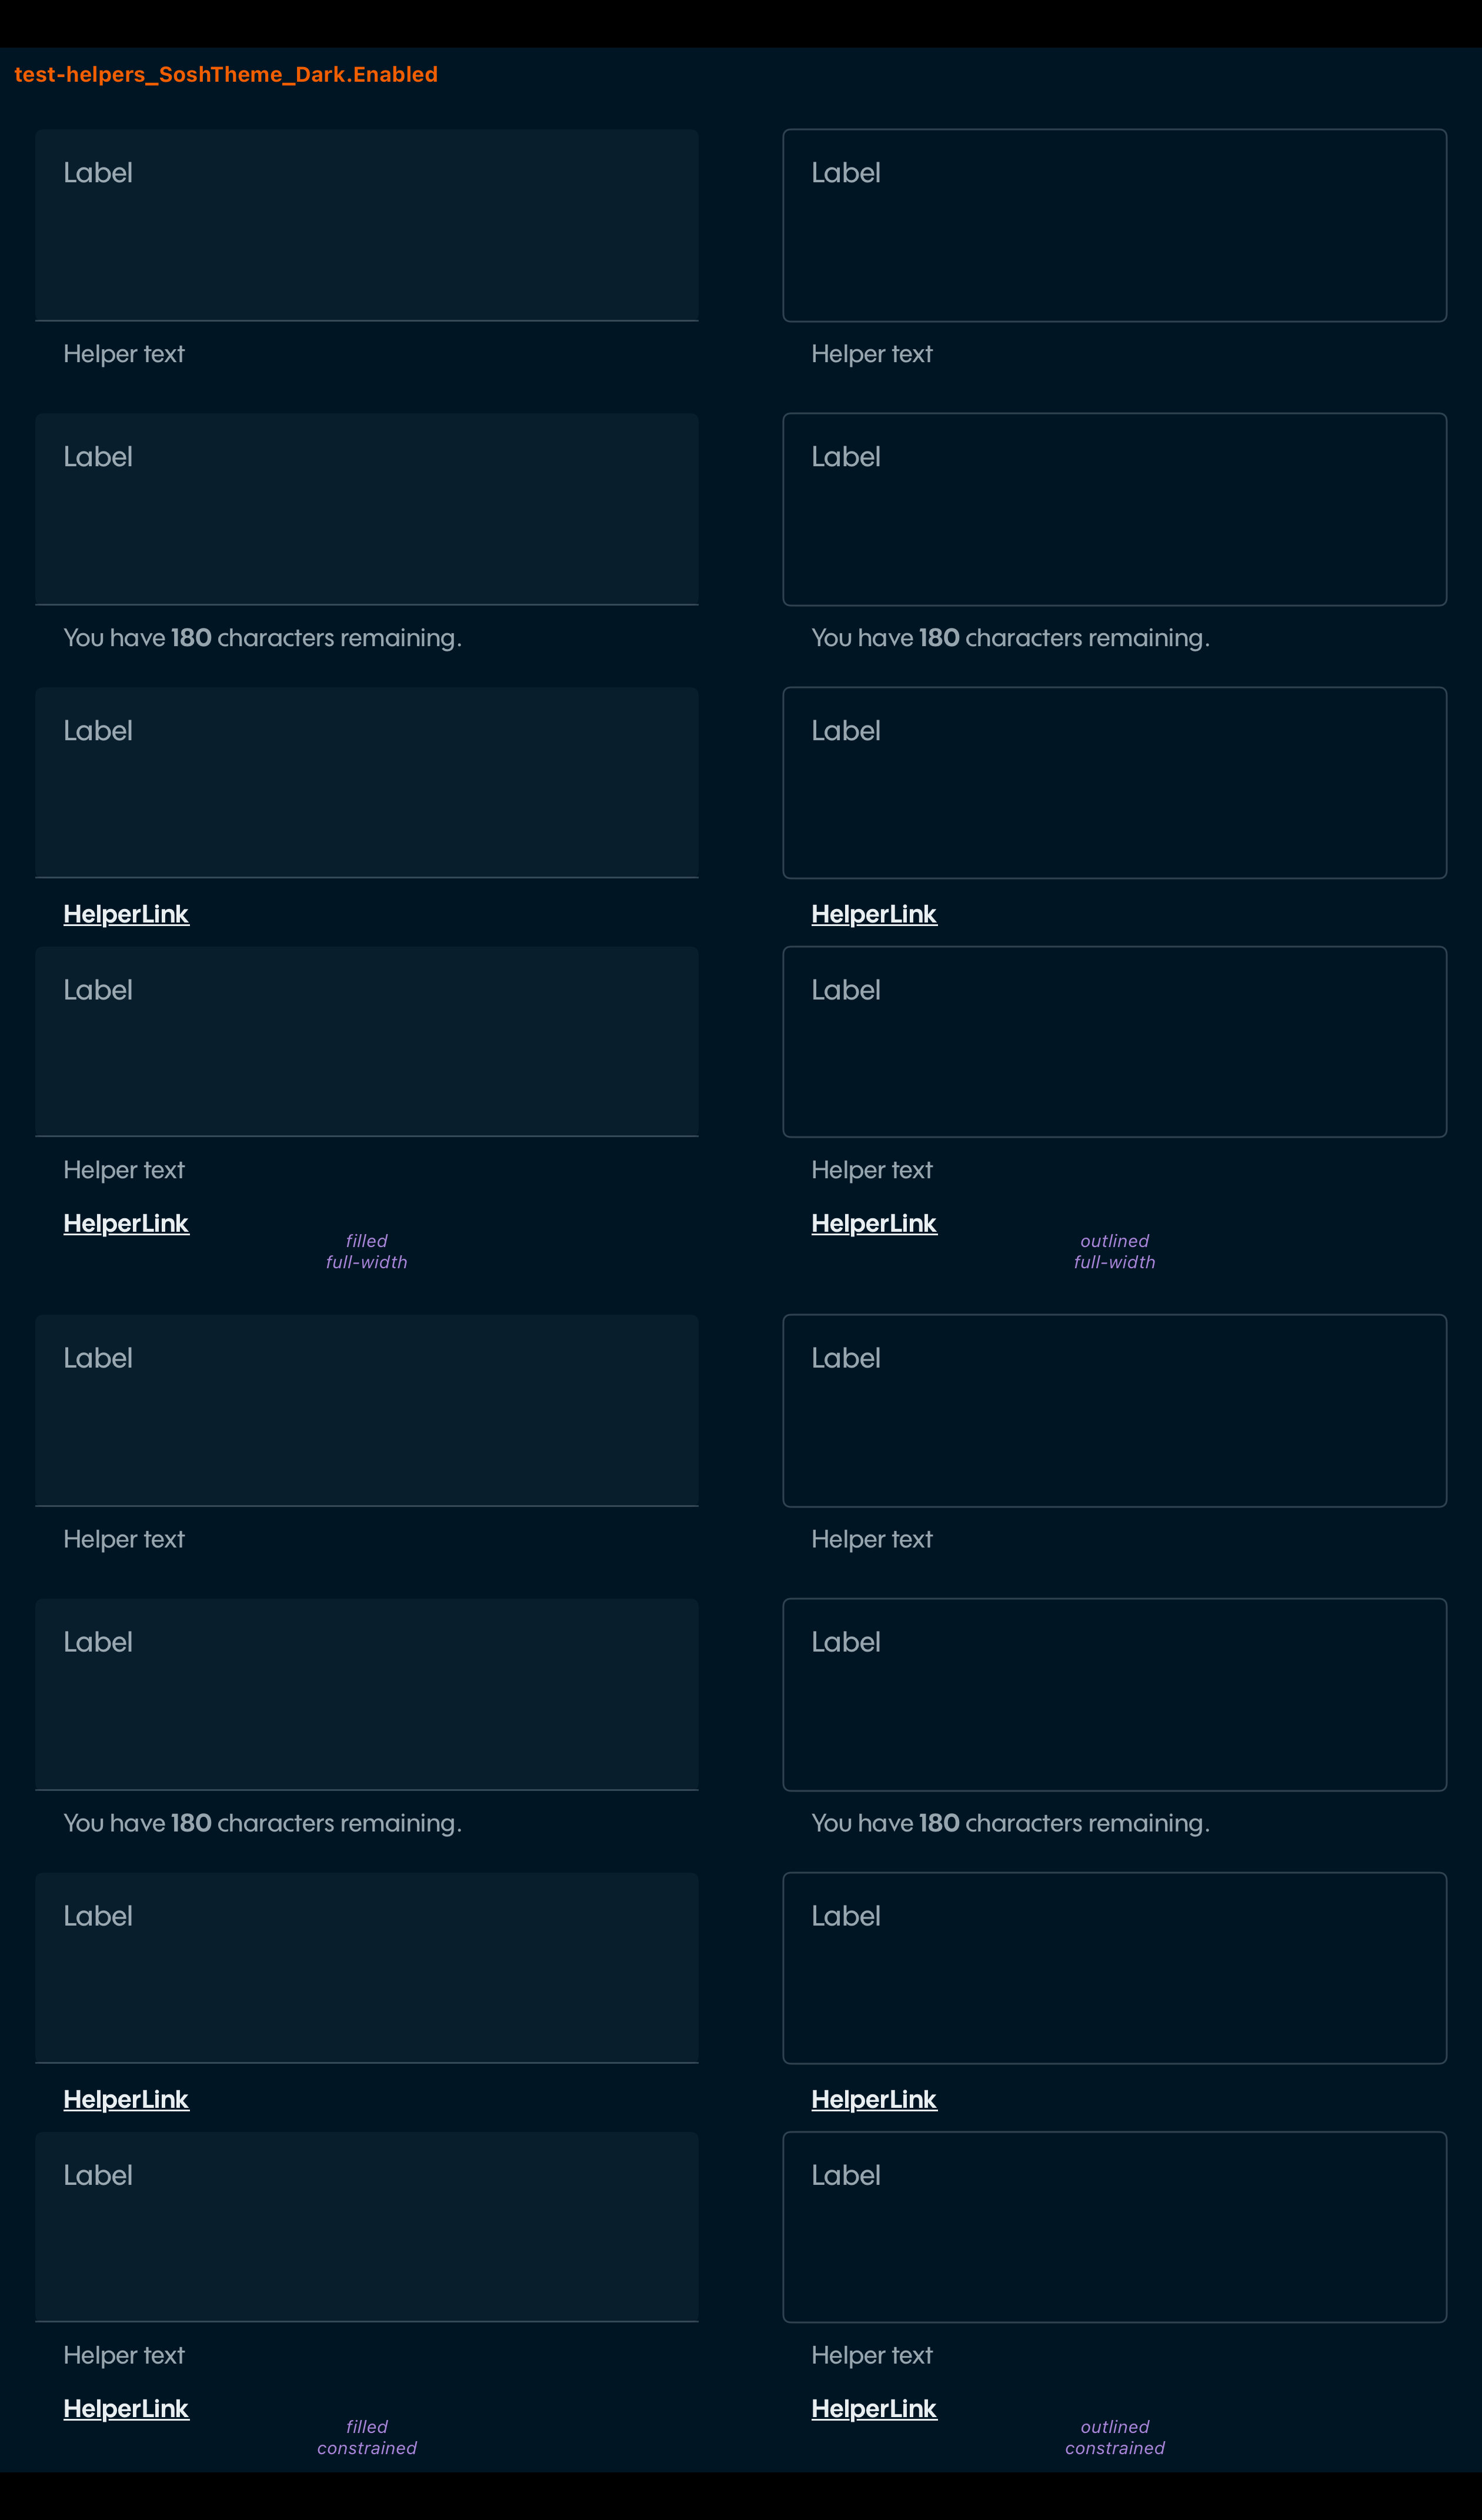 test-helpers_SoshTheme_Dark.Enabled
Label
Label
Helper text
Helper text
Label
Label
You have 180 characters remaining.
You have 180 characters remaining.
Label
Label
HelperLink
HelperLink
Label
Label
Helper text
Helper text
HelperLink
HelperLink
filled
full-width
outlined
full-width
Label
Label
Helper text
Helper text
Label
Label
You have 180 characters remaining.
You have 180 characters remaining.
Label
Label
HelperLink
HelperLink
Label
Label
Helper text
Helper text
HelperLink
HelperLink
filled
constrained
outlined
constrained